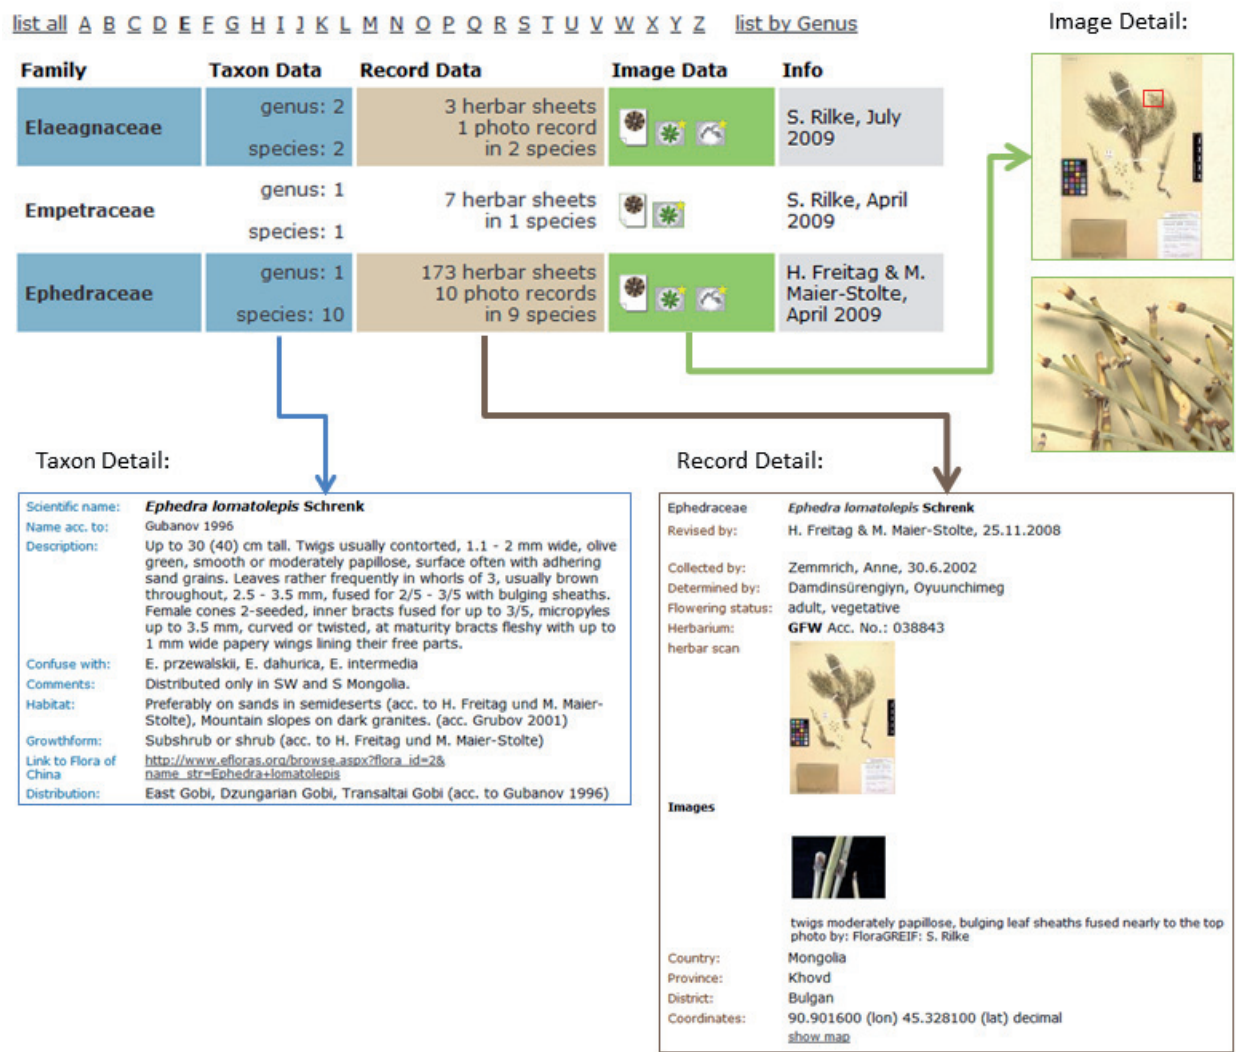 list all A B C D E F G H I J K L M N O P Q R S T U V W X Y Z list by Genus
Image Detail:
Family Taxon Data Record Data Image Data Info
Elaeagnaceae
genus: 2
species: 2
3 herbar sheets
1 photo record
in 2 species
S. Rilke, July
2009
Empetraceae
genus: 1
species: 1
7 herbar sheets
in 1 species
S. Rilke, April
2009
Ephedraceae
genus: 1
species: 10
173 herbar sheets
10 photo records
in 9 species
H. Freitag & M.
Maier-Stolte,
April 2009
Taxon Detail:
Scientific name: Ephedra lomatolepis Schrenk
Name acc. to: Gubanov 1996
Description: Up to 30 (40) cm tall. Twigs usually contorted, 1.1 - 2 mm wide, olive
green, smooth or moderately papillose, surface often with adhering
sand grains. Leaves rather frequently in whorls of 3, usually brown
throughout, 2.5 - 3.5 mm, fused for 2/5 - 3/5 with bulging sheaths.
Female cones 2-seeded, inner bracts fused for up to 3/5, micropyles
up to 3.5 mm, curved or twisted, at maturity bracts fleshy with up to
1 mm wide papery wings lining their free parts.
Confuse with: E. przewalskii, E. dahurica, E. intermedia
Comments: Distributed only in SW and S Mongolia.
Habitat: Preferably on sands in semideserts (acc. to H. Freitag und M. Maier-
Stolte), Mountain slopes on dark granites. (acc. Grubov 2001)
Growthform: Subshrub or shrub (acc. to H. Freitag und M. Maier-Stolte)
Link to Flora of http://www.efloras.org/browse.aspx?flora_id=2&
China name_str=Ephedra+lomatolepis
Distribution: East Gobi, Dzungarian Gobi, Transaltai Gobi (acc. to Gubanov 1996)
Record Detail:
Ephedraceae Ephedra lomatolepis Schrenk
Revised by: H. Freitag & M. Maier-Stolte, 25.11.2008
Collected by: Zemmrich, Anne, 30.6.2002
Determined by: Damdinsürengiyn, Oyuunchimeg
Flowering status: adult, vegetative
Herbarium: GFW Acc. No.: 038843
herbar scan
Images
twigs moderately papillose, bulging leaf sheaths fused nearly to the top
photo by: FloraGREIF: S. Rilke
Country: Mongolia
Province: Khovd
District: Bulgan
Coordinates: 90.901600 (lon) 45.328100 (lat) decimal
show map